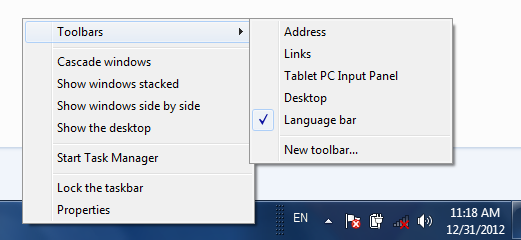 Toolbars
Cascade windows
Show windows stacked
Show windows side by side
Show the desktop
Start Task Manager
Lock the taskbar
Properties
Address
Links
Tablet PC Input Panel
Desktop
Language bar
New toolbar...
EN
11:18 AM
12/31/2012